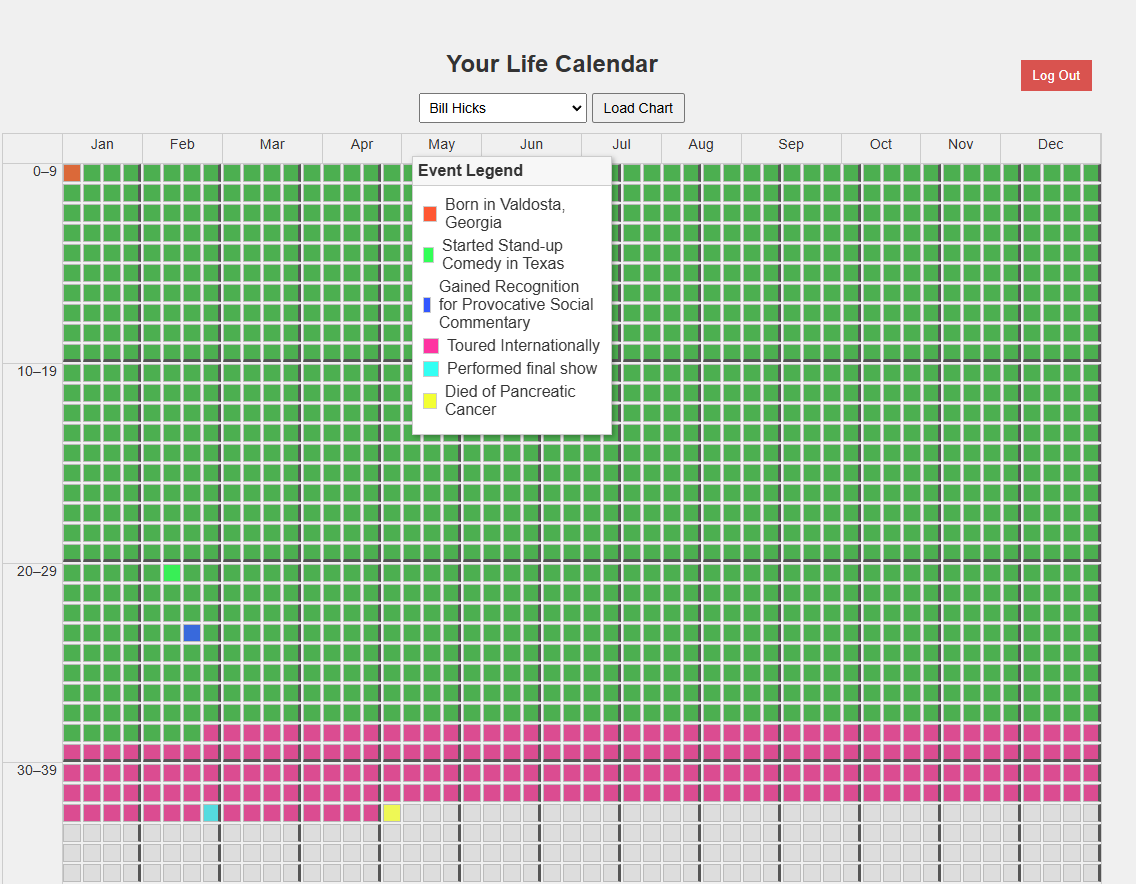 Your Life Calendar
Log Out
Bill Hicks
Load Chart
Jan Feb Mar Apr May Jun Jul Aug Sep Oct Nov Dec
0–9
Event Legend
Born in Valdosta,
Georgia
Started Stand-up
Comedy in Texas
Gained Recognition
for Provocative Social
Commentary
Toured Internationally
Performed final show
Died of Pancreatic
Cancer
10–19
20–29
30–39